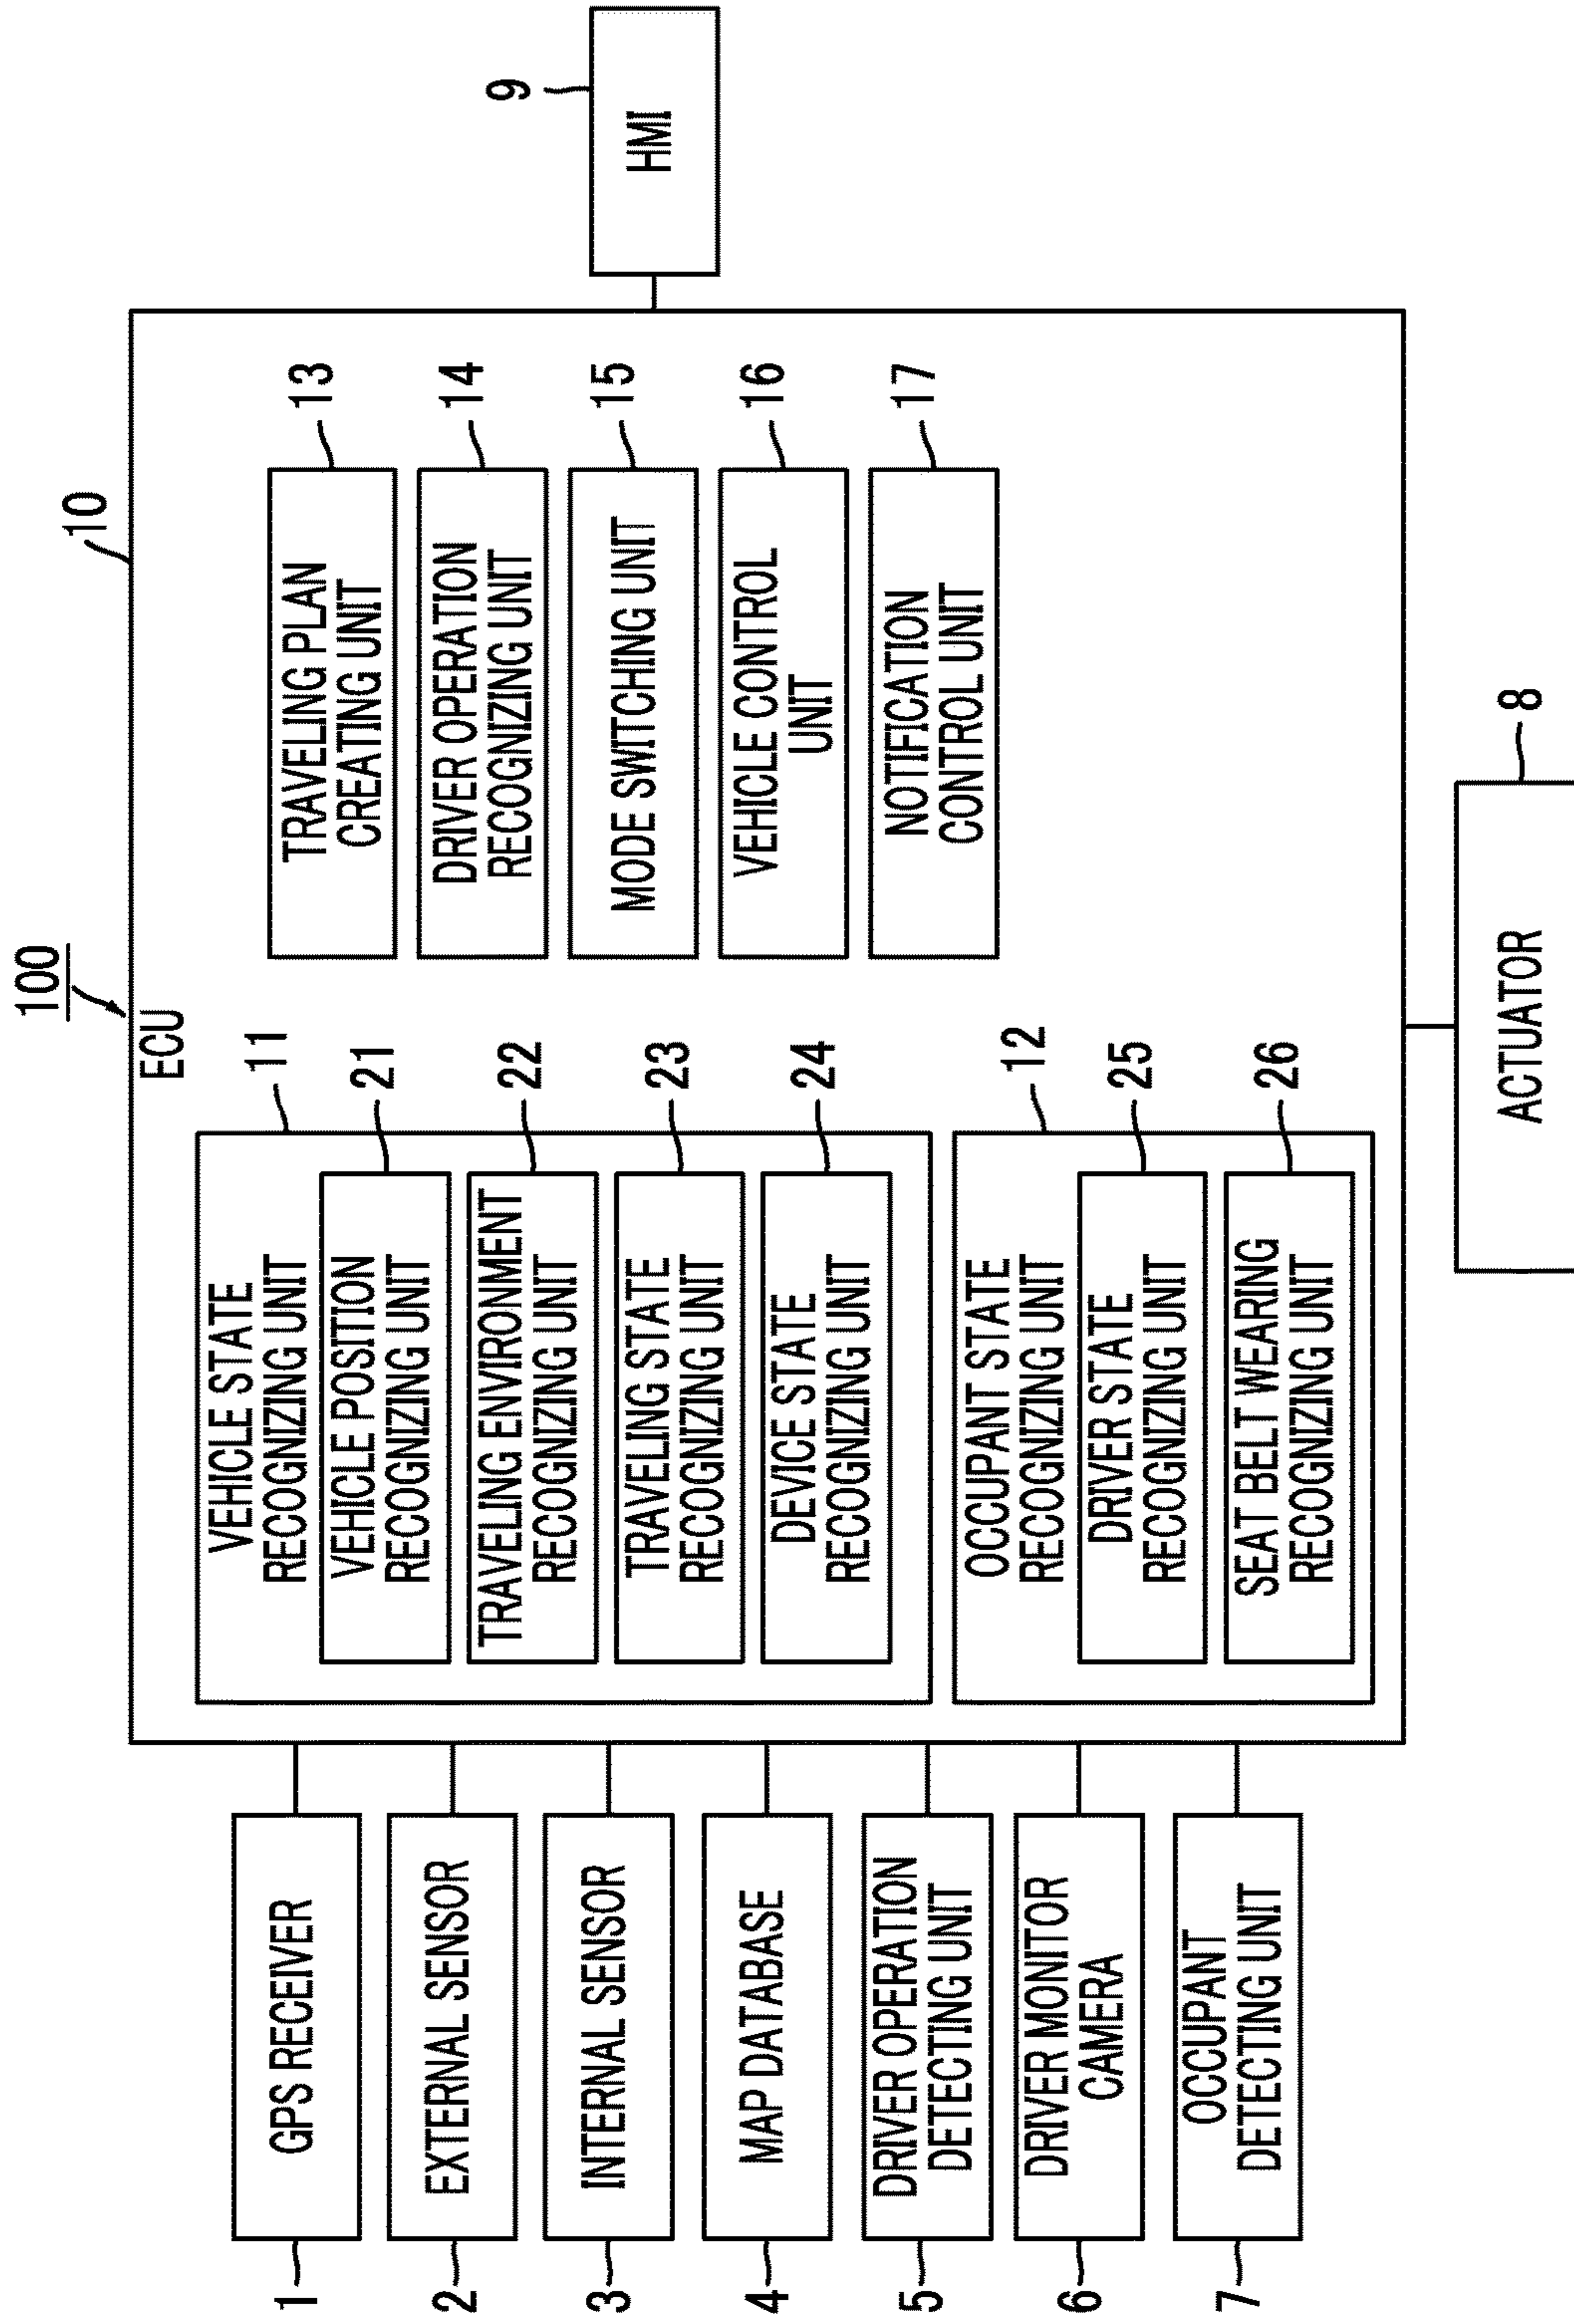 100
10
ECU
1
GPS RECEIVER
2
EXTERNAL SENSOR
3
INTERNAL SENSOR
4
MAP DATABASE
5
DRIVER OPERATION
DETECTING UNIT
6
DRIVER MONITOR
CAMERA
7
OCCUPANT
DETECTING UNIT
11
VEHICLE STATE
RECOGNIZING UNIT
21
VEHICLE POSITION
RECOGNIZING UNIT
22
TRAVELING ENVIRONMENT
RECOGNIZING UNIT
23
TRAVELING STATE
RECOGNIZING UNIT
24
DEVICE STATE
RECOGNIZING UNIT
12
OCCUPANT STATE
RECOGNIZING UNIT
25
DRIVER STATE
RECOGNIZING UNIT
26
SEAT BELT WEARING
RECOGNIZING UNIT
13
TRAVELING PLAN
CREATING UNIT
14
DRIVER OPERATION
RECOGNIZING UNIT
15
MODE SWITCHING UNIT
16
VEHICLE CONTROL
UNIT
17
NOTIFICATION
CONTROL UNIT
9
HMI
8
ACTUATOR